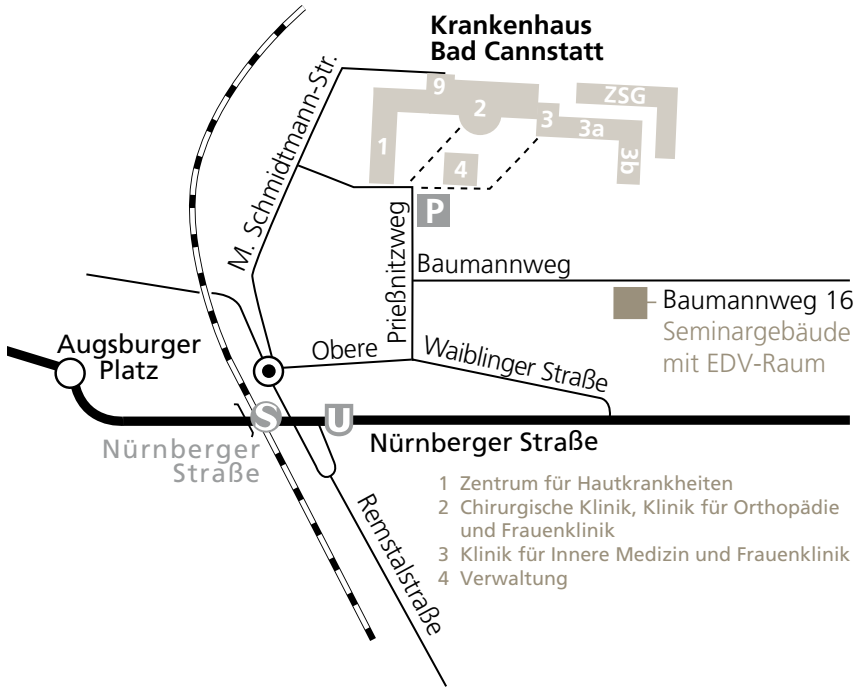 Krankenhaus
Bad Cannstatt
M. Schmidtmann-Str.
9
2
ZSG
3
3a
1
3b
4
P
Prießnitzweg
Baumannweg
Baumannweg 16
Seminargebäude
mit EDV-Raum
Augsburger
Platz
Obere
Waiblinger Straße
S
U
Nürnberger
Straße
Nürnberger Straße
Remstalstraße
1 Zentrum für Hautkrankheiten
2 Chirurgische Klinik, Klinik für Orthopädie
und Frauenklinik
3 Klinik für Innere Medizin und Frauenklinik
4 Verwaltung